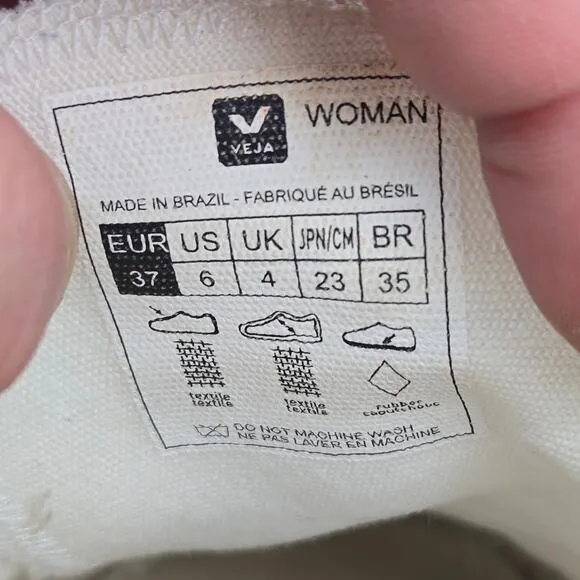 WOMAN
VEJA
MADE IN BRAZIL - FABRIQUÉ AU BRÉSIL
EUR US UK JPN/CM BR
37 6 4 23 35
textile textile rubber
textile textile caoutchouc
DO NOT MACHINE WASH
NE PAS LAVER EN MACHINE